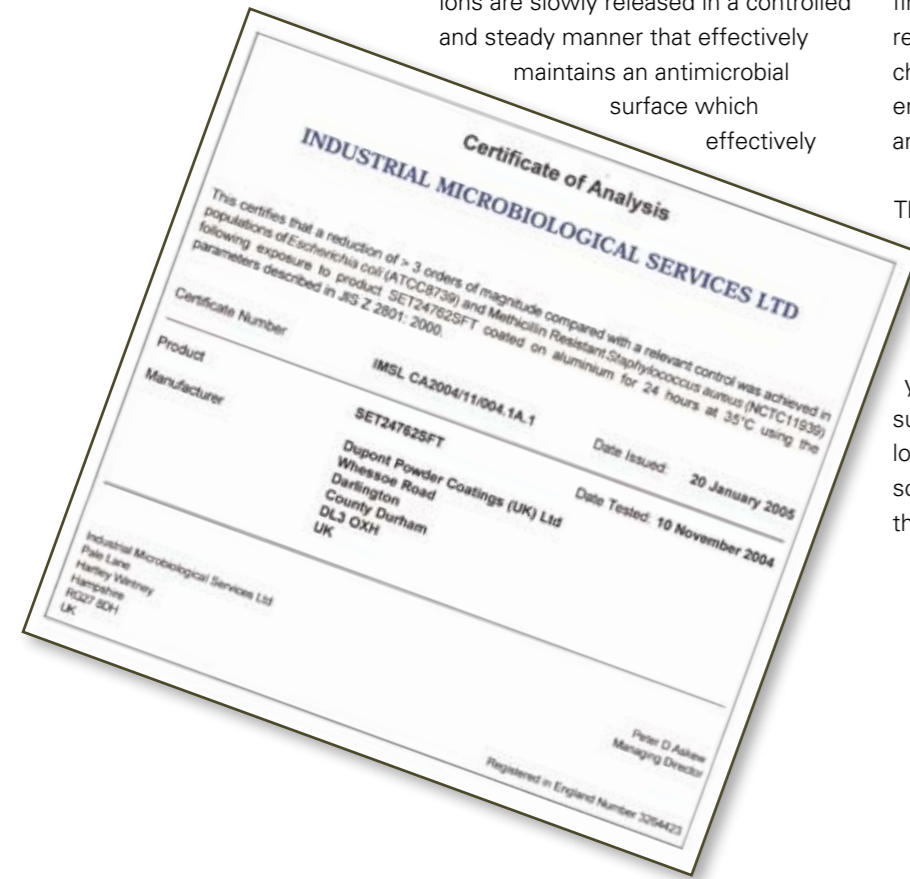 ions are slowly released in a controlled
and steady manner that effectively
maintains an antimicrobial
surface which
effectively
Certificate of Analysis
INDUSTRIAL MICROBIOLOGICAL SERVICES LTD
This certifies that a reduction of > 3 orders of magnitude compared with a relevant control was achieved in
populations of Escherichia coli (ATCC8739) and Methicillin Resistant Staphylococcus aureus (NCTC11939)
following exposure to product SET24762SFT coated on aluminium for 24 hours at 35°C using the
parameters described in JIS Z 2801: 2000.
Certificate Number
IMSL CA2004/11/004.1A.1
Date Issued: 20 January 2005
Product
SET24762SFT
Date Tested: 10 November 2004
Manufacturer
Dupont Powder Coatings (UK) Ltd
Whessoe Road
Darlington
County Durham
DL3 OXH
UK
Industrial Microbiological Services Ltd
Pale Lane
Hartley Wintney
Hampshire
RG27 8DH
UK
Peter D Askew
Managing Director
Registered in England Number 3264423